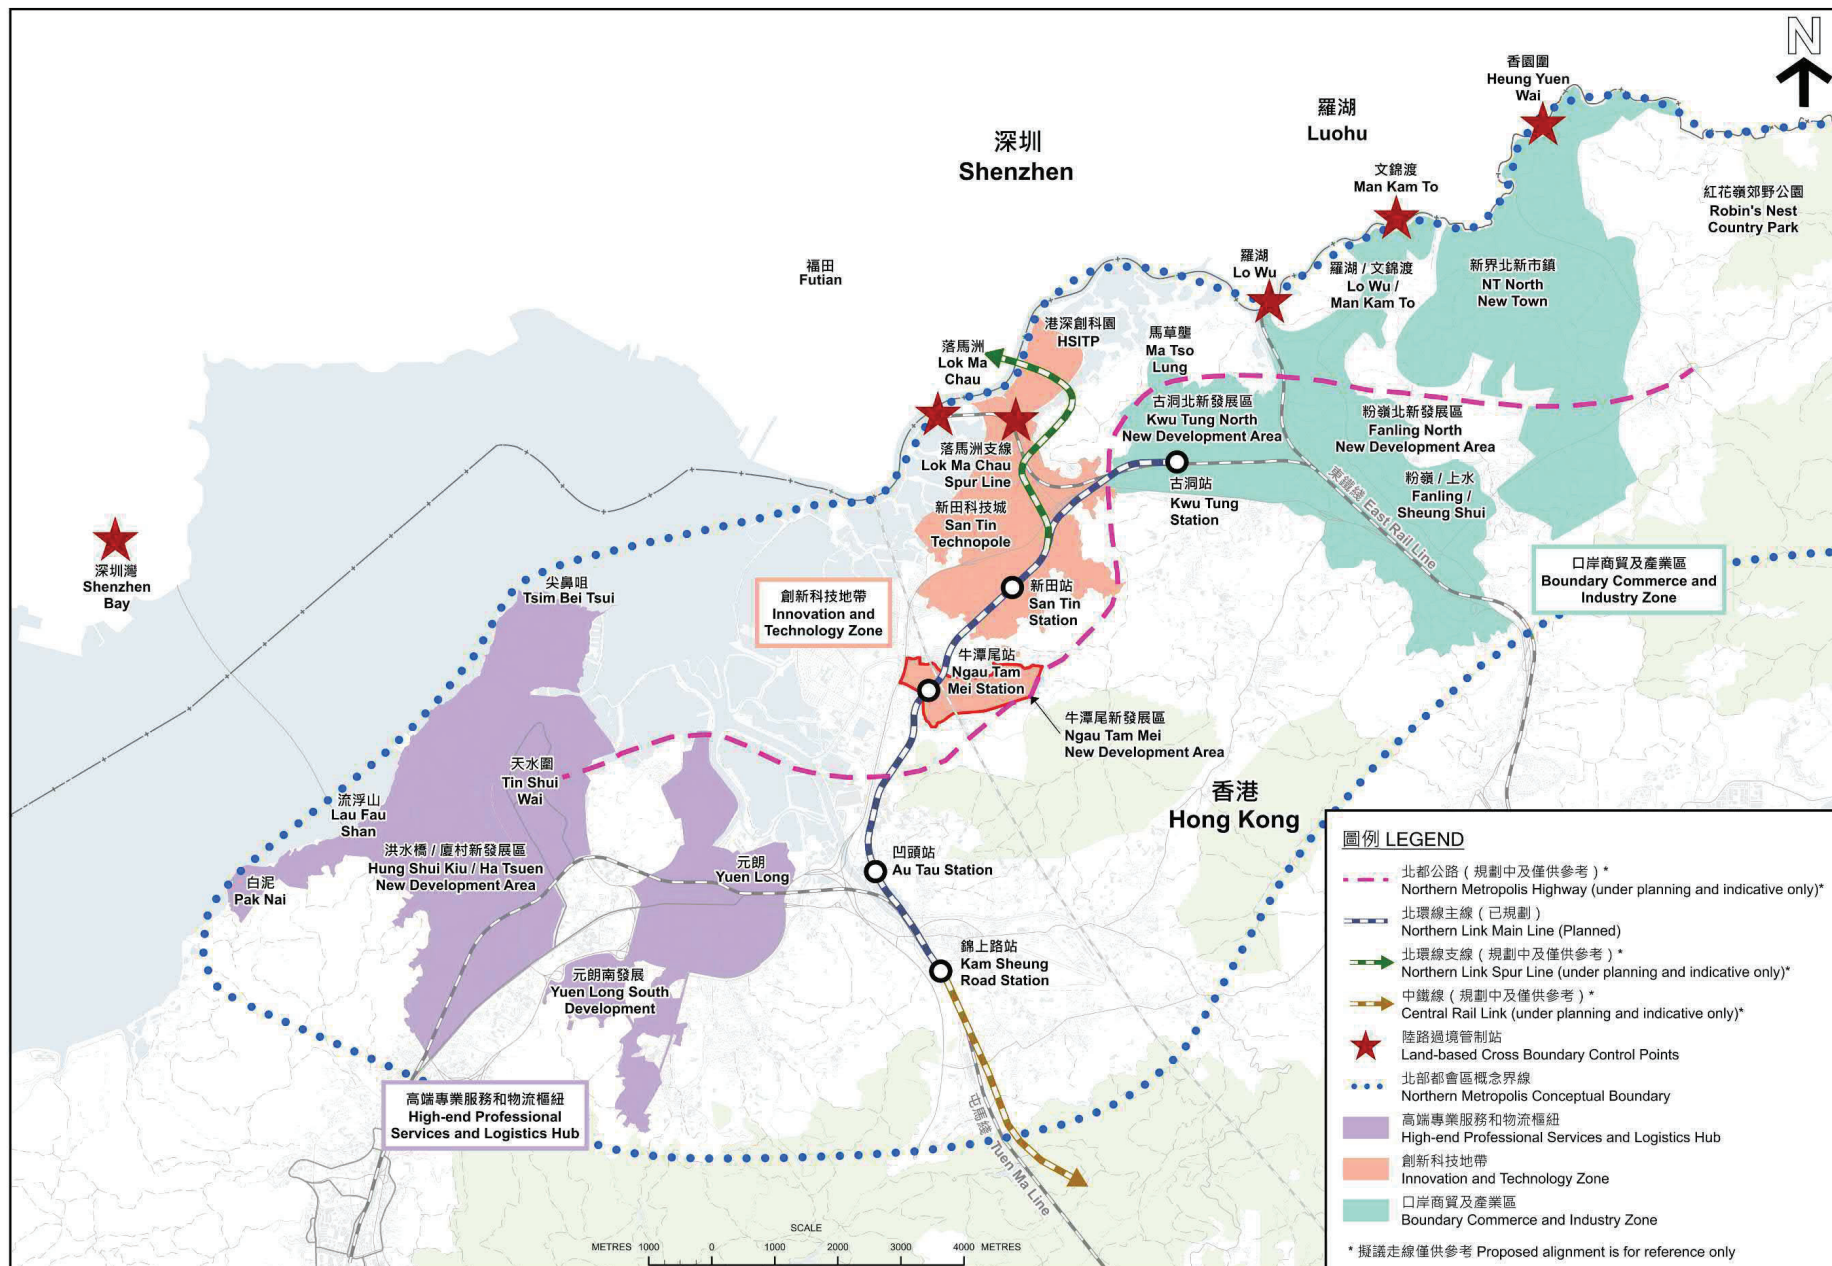 N
香園圍
Heung Yuen
Wai
羅湖
Luohu
深圳
Shenzhen
文錦渡
Man Kam To
紅花嶺郊野公園
Robin's Nest
Country Park
福田
Futian
羅湖
Lo Wu
羅湖 / 文錦渡
Lo Wu /
Man Kam To
新界北新市鎮
NT North
New Town
港深創科園
HSITP
馬草壟
Ma Tso
Lung
落馬洲
Lok Ma
Chau
古洞北新發展區
Kwu Tung North
New Development Area
粉嶺北新發展區
Fanling North
New Development Area
落馬洲支線
Lok Ma Chau
Spur Line
古洞站
Kwu Tung
Station
東鐵綫 East Rail Line
粉嶺 / 上水
Fanling /
Sheung Shui
新田科技城
San Tin
Technopole
深圳灣
Shenzhen
Bay
尖鼻咀
Tsim Bei Tsui
創新科技地帶
Innovation and
Technology Zone
新田站
San Tin
Station
口岸商貿及產業區
Boundary Commerce and
Industry Zone
牛潭尾站
Ngau Tam
Mei Station
牛潭尾新發展區
Ngau Tam Mei
New Development Area
天水圍
Tin Shui
Wai
流浮山
Lau Fau
Shan
香港
Hong Kong
洪水橋 / 廈村新發展區
Hung Shui Kiu / Ha Tsuen
New Development Area
白泥
Pak Nai
元朗
Yuen Long
凹頭站
Au Tau Station
錦上路站
Kam Sheung
Road Station
元朗南發展
Yuen Long South
Development
高端專業服務和物流樞紐
High-end Professional
Services and Logistics Hub
屯馬綫 Tuen Ma Line
SCALE
METRES 1000 0 1000 2000 3000 4000 METRES
圖例 LEGEND
北都公路（規劃中及僅供參考）*
Northern Metropolis Highway (under planning and indicative only)*
北環線主線（已規劃）
Northern Link Main Line (Planned)
北環線支線（規劃中及僅供參考）*
Northern Link Spur Line (under planning and indicative only)*
中鐵線（規劃中及僅供參考）*
Central Rail Link (under planning and indicative only)*
陸路過境管制站
Land-based Cross Boundary Control Points
北部都會區概念界線
Northern Metropolis Conceptual Boundary
高端專業服務和物流樞紐
High-end Professional Services and Logistics Hub
創新科技地帶
Innovation and Technology Zone
口岸商貿及產業區
Boundary Commerce and Industry Zone
* 擬議走線僅供參考 Proposed alignment is for reference only